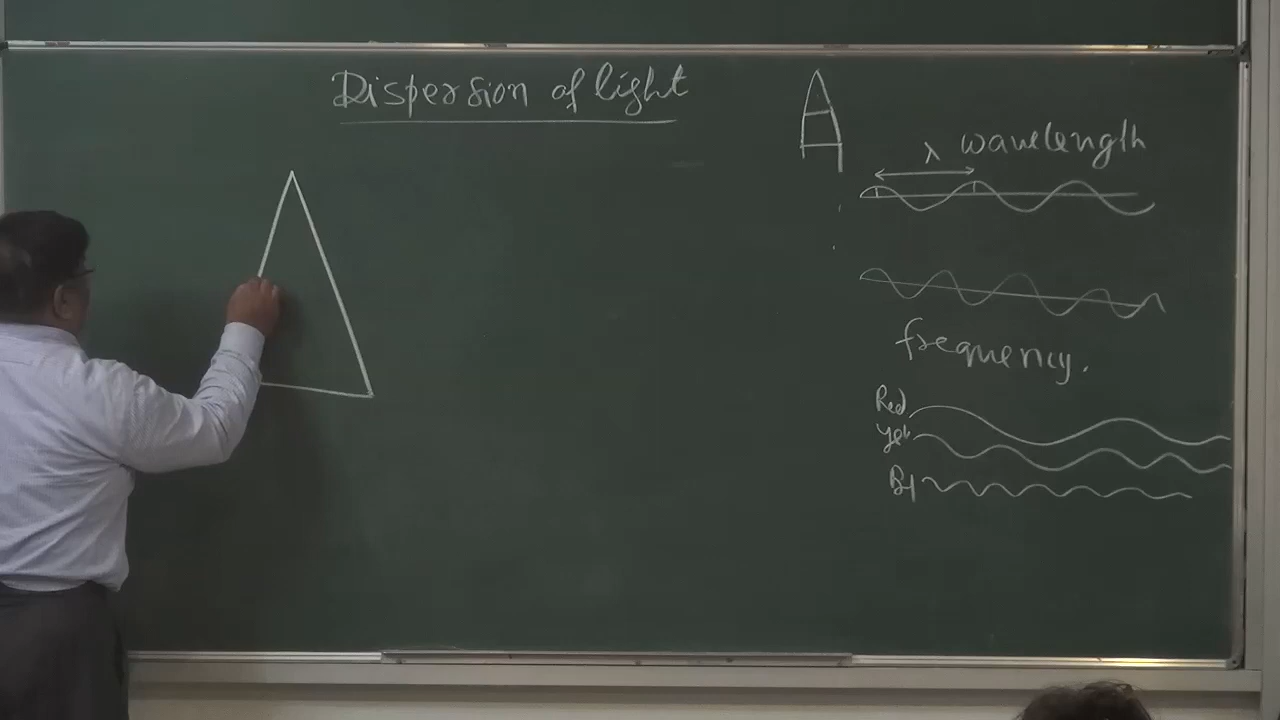 Dispersion of light
λ wavelength
frequency.
Red
Yel
Bl